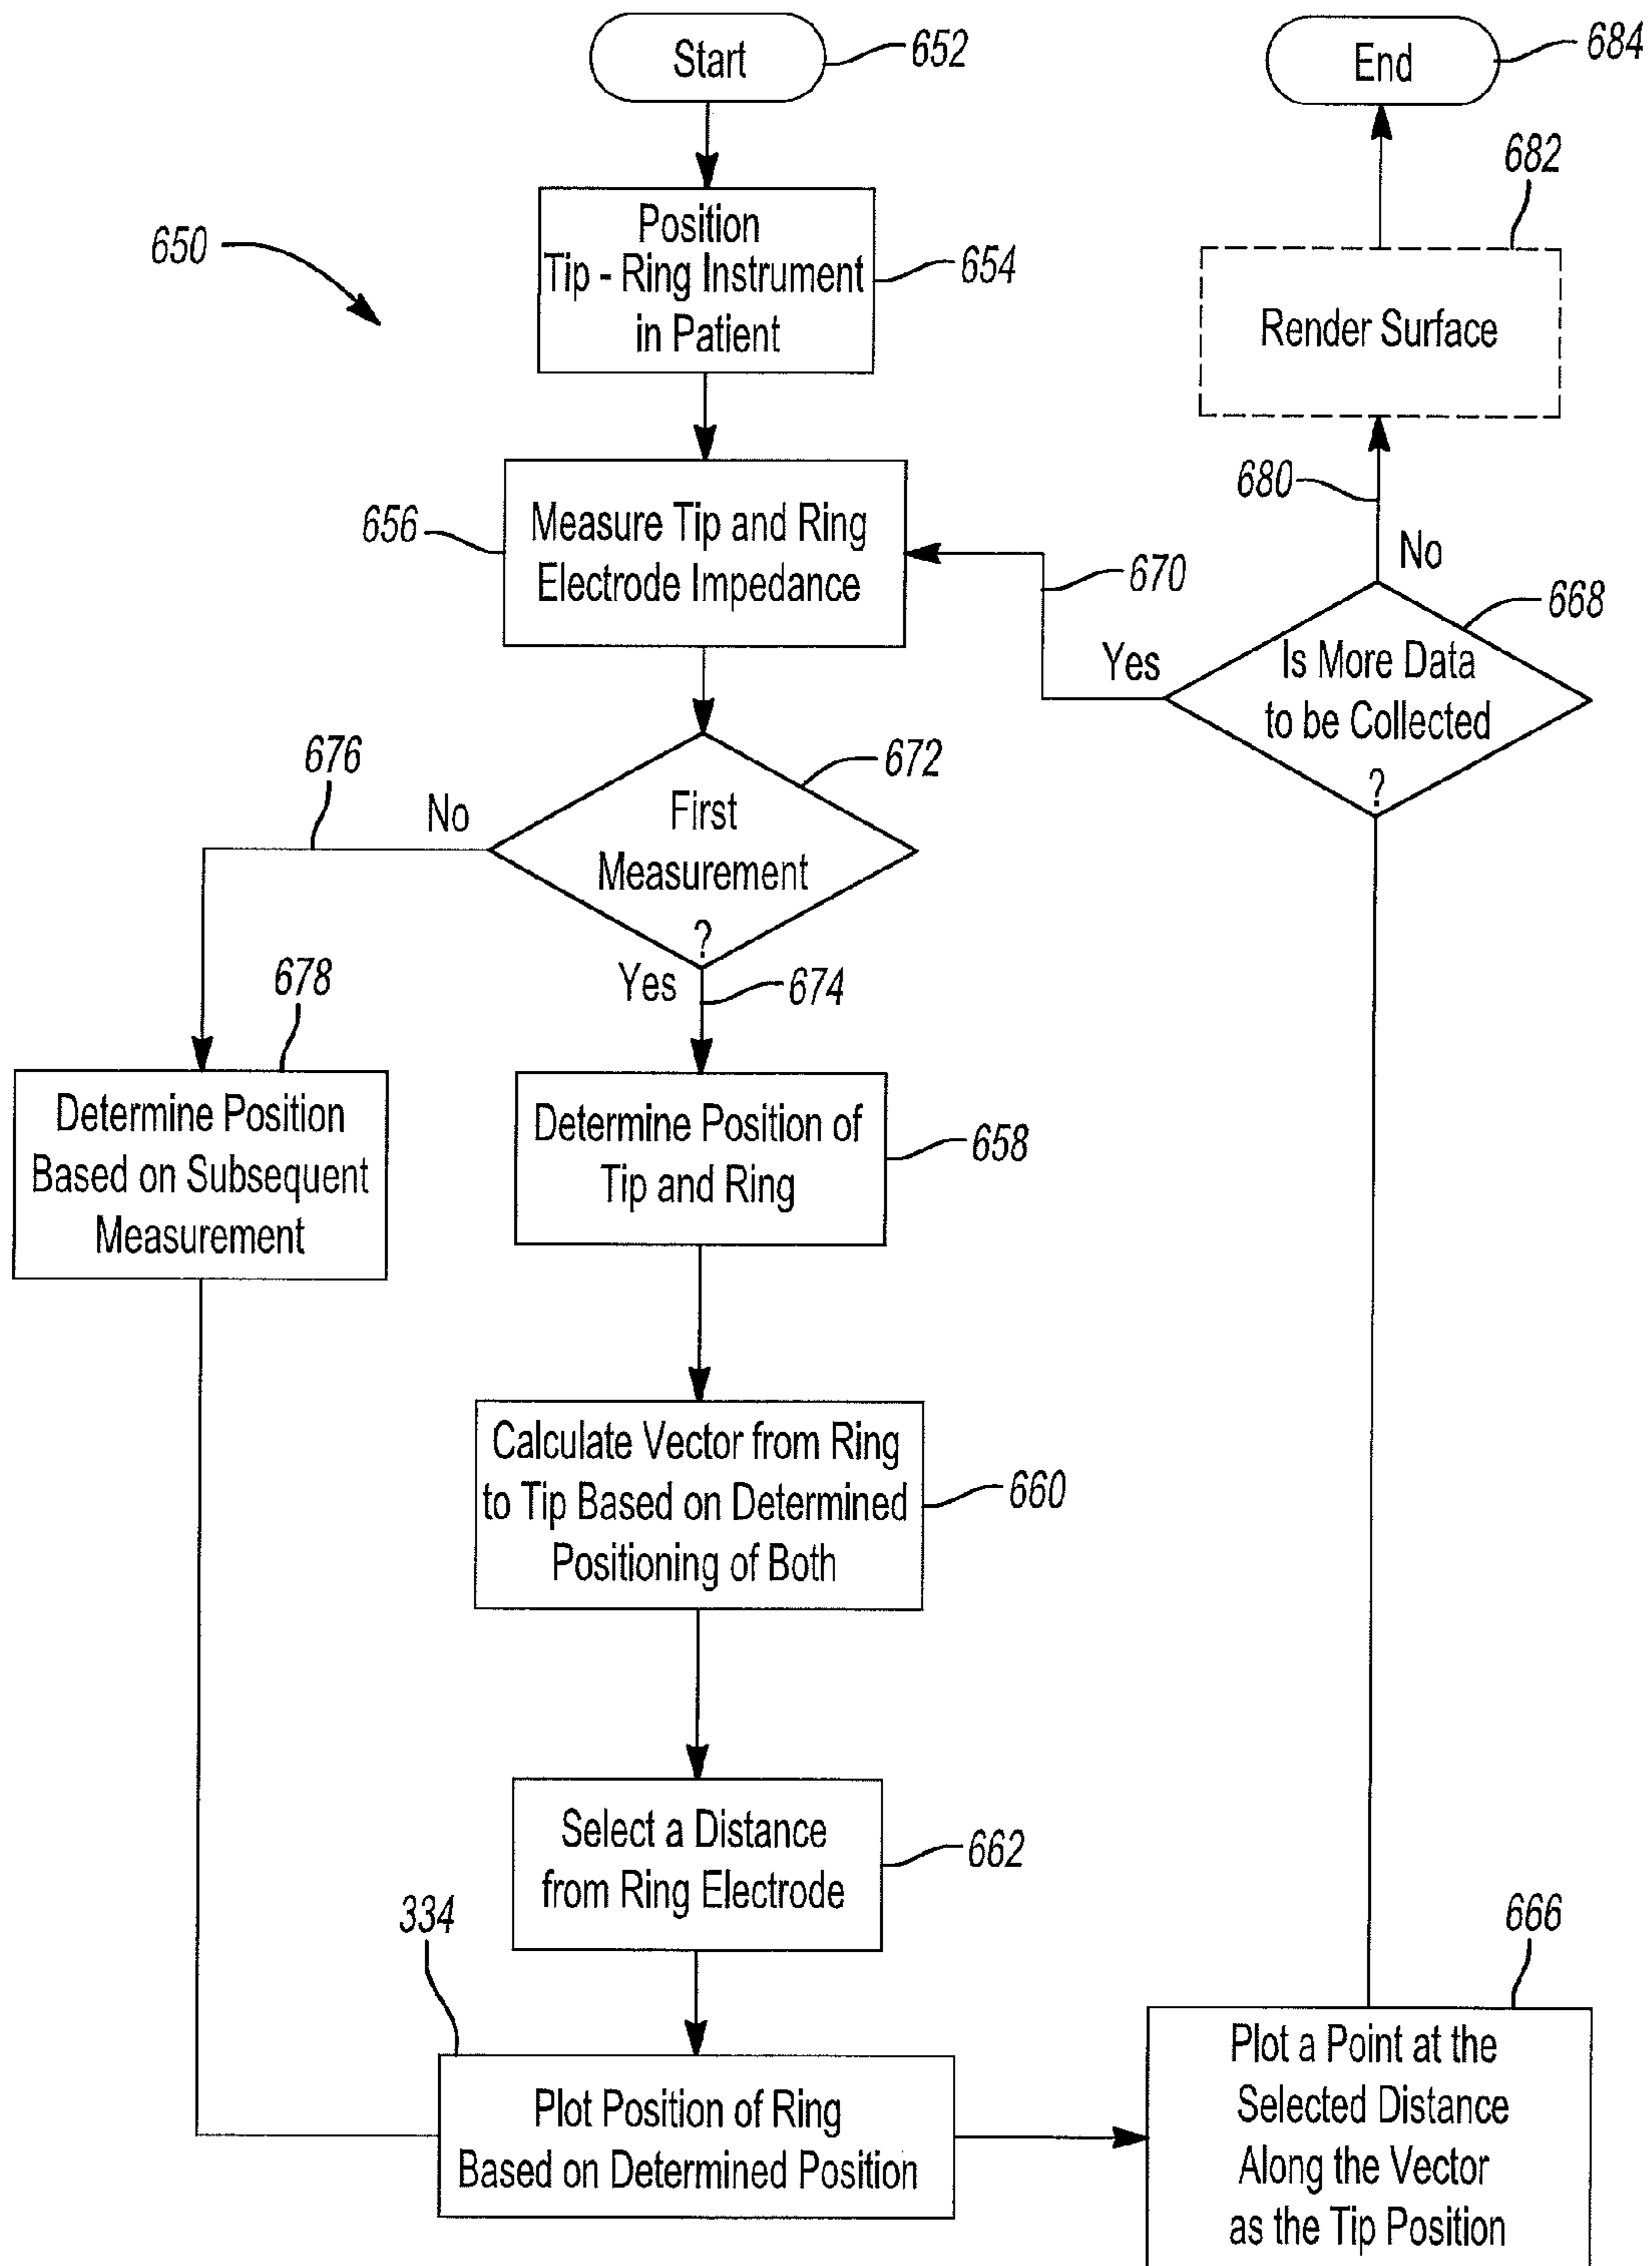 Start
652
End
684
682
Position
Tip - Ring Instrument
in Patient
654
650
Render Surface
680
No
656
Measure Tip and Ring
Electrode Impedance
670
668
Yes
Is More Data
to be Collected
?
676
No
672
First
Measurement
?
Yes
674
678
Determine Position
Based on Subsequent
Measurement
Determine Position of
Tip and Ring
658
Calculate Vector from Ring
to Tip Based on Determined
Positioning of Both
660
Select a Distance
from Ring Electrode
662
334
666
Plot Position of Ring
Based on Determined Position
Plot a Point at the
Selected Distance
Along the Vector
as the Tip Position